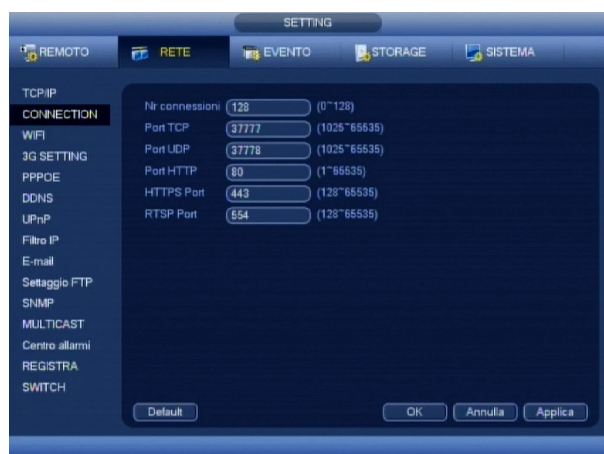 SETTING
REMOTO RETE EVENTO STORAGE SISTEMA
TCP/IP
CONNECTION
WIFI
3G SETTING
PPPOE
DDNS
UPnP
Filtro IP
E-mail
Settaggio FTP
SNMP
MULTICAST
Centro allarmi
REGISTRA
SWITCH
Nr connessioni 128 (0~128)
Port TCP 37777 (1025~65535)
Port UDP 37778 (1025~65535)
Port HTTP 80 (1~65535)
HTTPS Port 443 (128~65535)
RTSP Port 554 (128~65535)
Default OK Annulla Applica